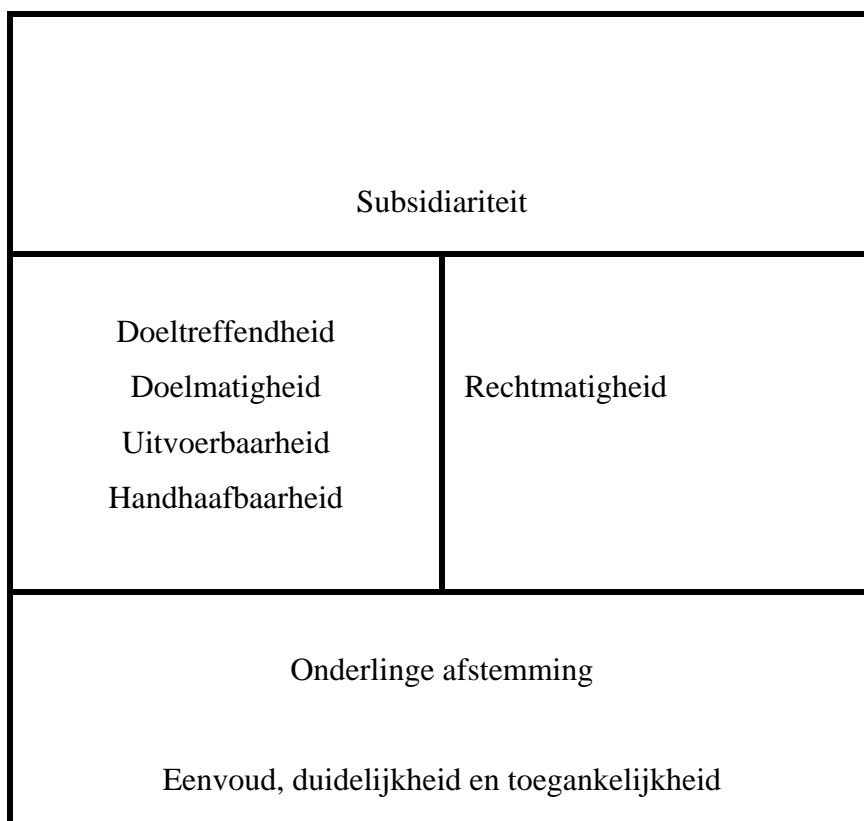 Subsidiariteit
Doeltreffendheid
Doelmatigheid
Uitvoerbaarheid
Handhaafbaarheid
Rechtmatigheid
Onderlinge afstemming
Eenvoud, duidelijkheid en toegankelijkheid